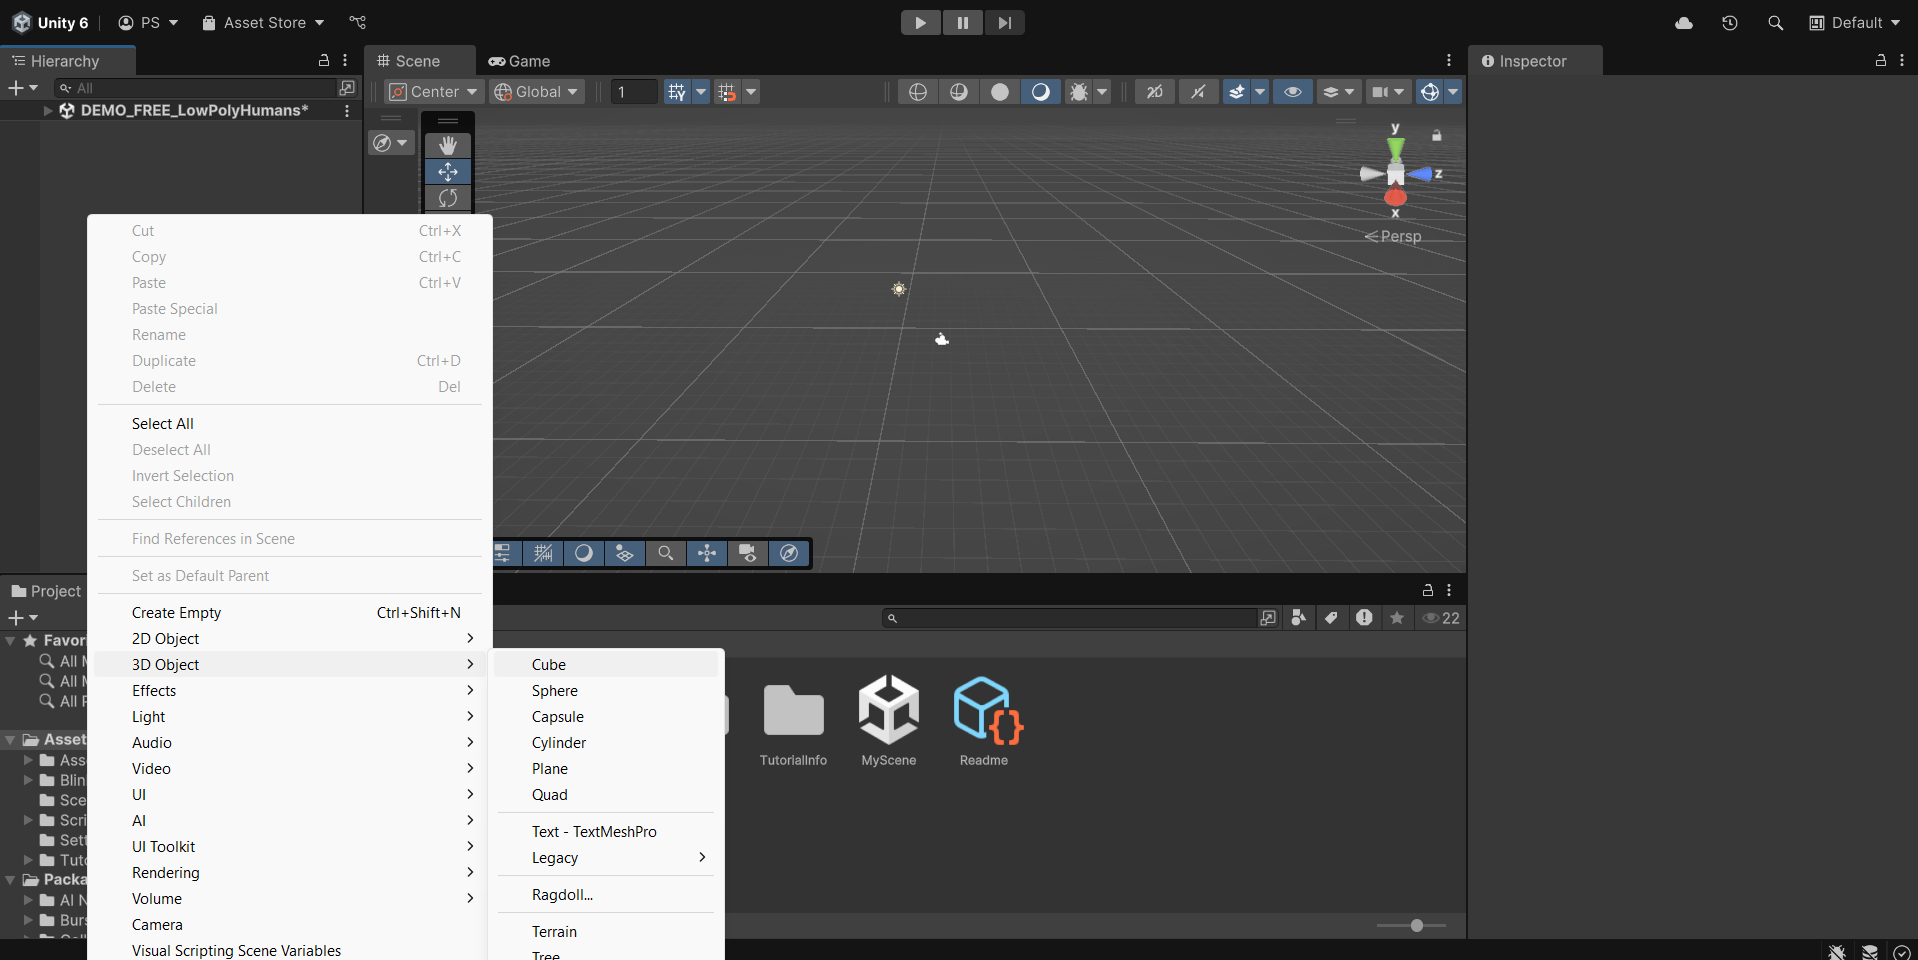 Unity 6
PS
Asset Store
Default
Hierarchy
Scene
Game
Inspector
All
Center
Global
1
2D
DEMO_FREE_LowPolyHumans*
y
z
x
Persp
Cut Ctrl+X
Copy Ctrl+C
Paste Ctrl+V
Paste Special
Rename
Duplicate Ctrl+D
Delete Del
Select All
Deselect All
Invert Selection
Select Children
Find References in Scene
Set as Default Parent
Create Empty Ctrl+Shift+N
2D Object
3D Object
Effects
Light
Audio
Video
UI
AI
UI Toolkit
Rendering
Volume
Camera
Visual Scripting Scene Variables
Cube
Sphere
Capsule
Cylinder
Plane
Quad
Text - TextMeshPro
Legacy
Ragdoll...
Terrain
Tree
Project
22
Favori
All M
All M
All P
Asset
Ass
Blin
Sce
Scri
Sett
Tuto
Packa
AI N
Burs
TutorialInfo
MyScene
Readme